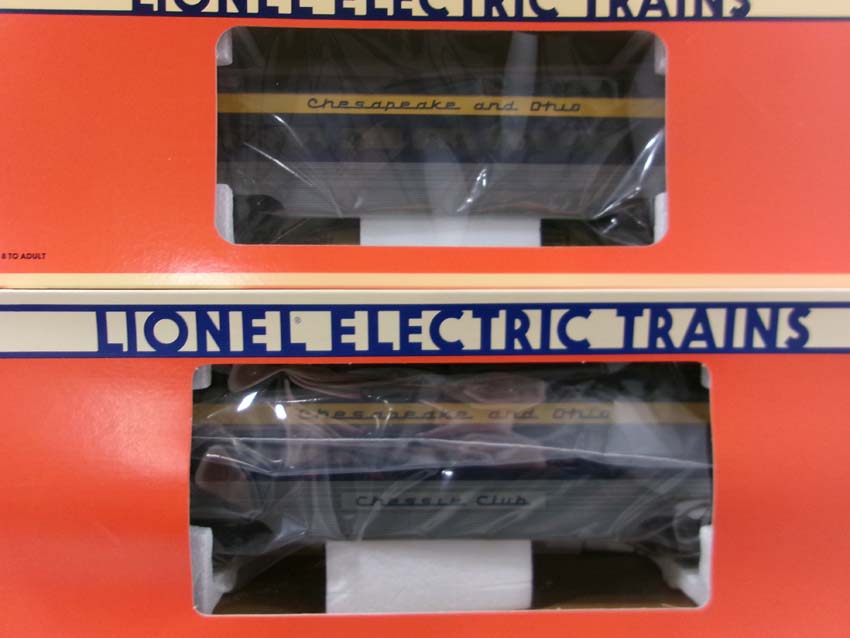 LIONEL ELECTRIC TRAINS
Chesapeake and Ohio
8 TO ADULT
LIONEL® ELECTRIC TRAINS
Chesapeake and Ohio
Chessie Club